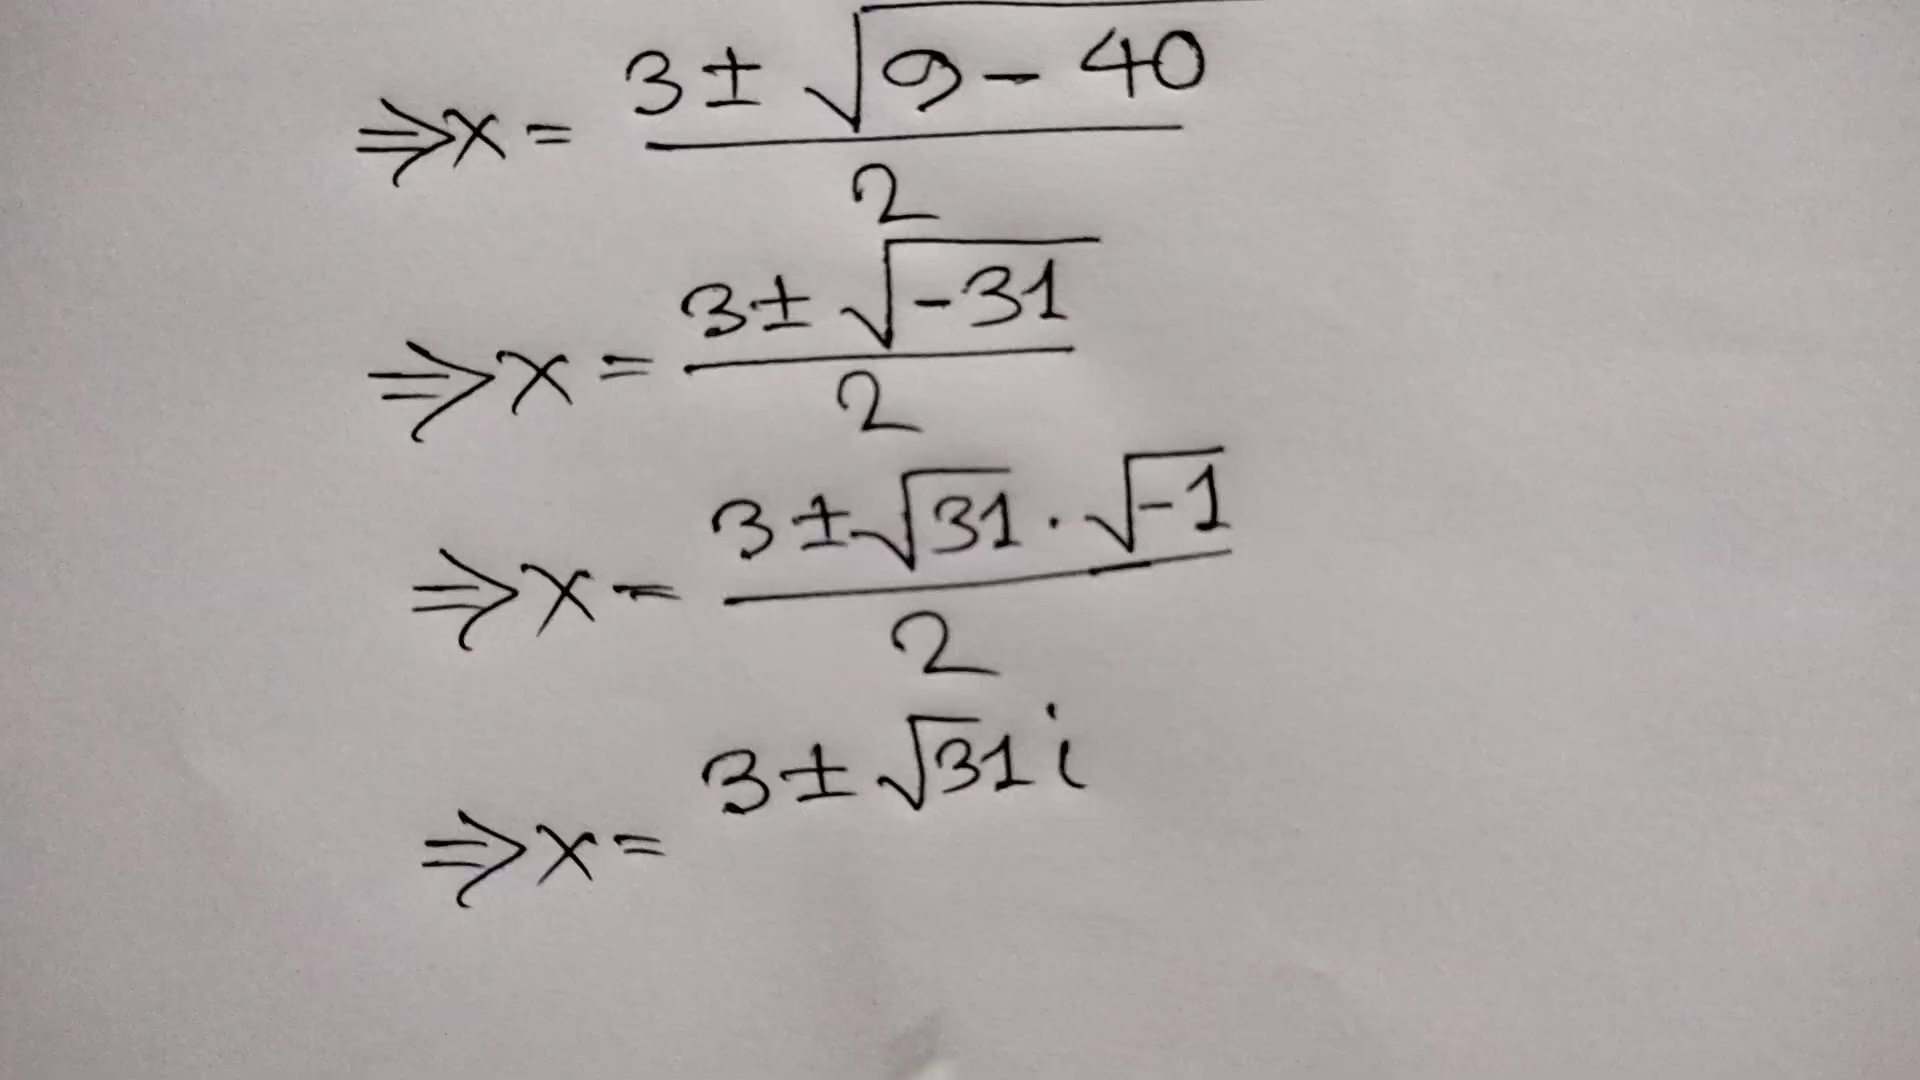 ⇒x = (3 ± √(9 - 40))/2
⇒x = (3 ± √(-31))/2
⇒x = (3 ± √31 · √-1)/2
⇒x = 3 ± √31 i